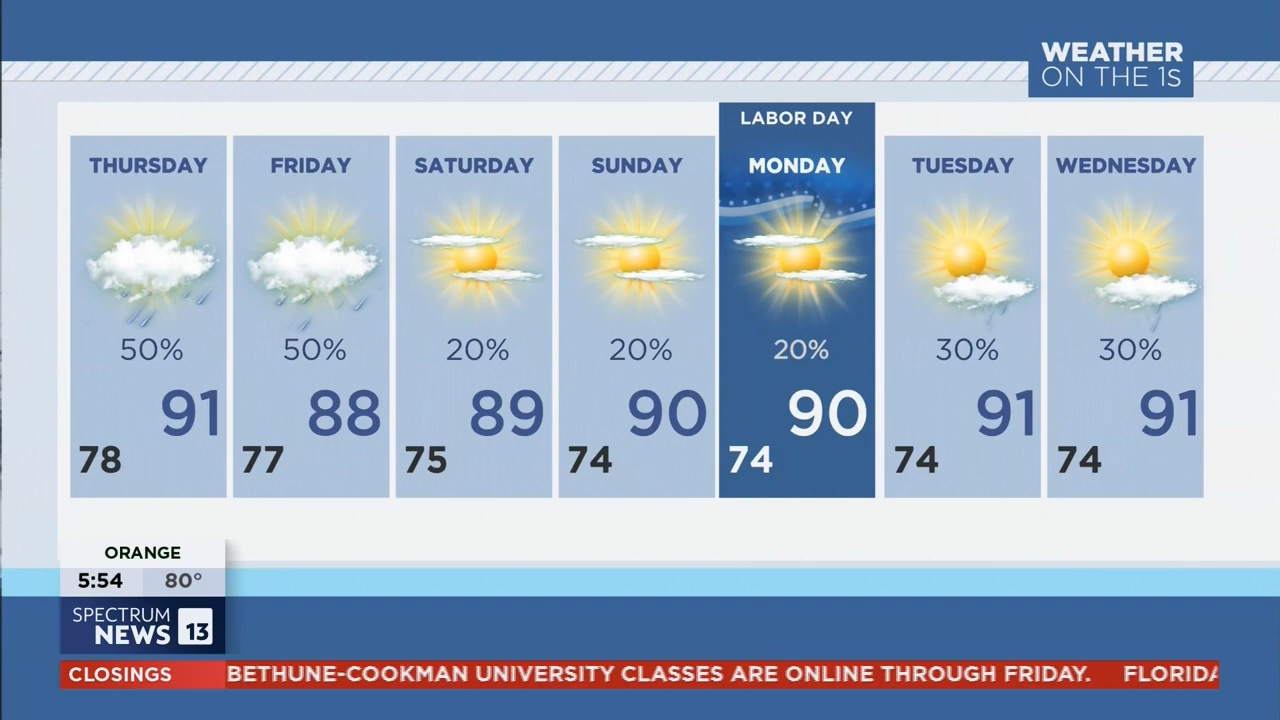 WEATHER
ON THE 1S
LABOR DAY
THURSDAY
FRIDAY
SATURDAY
SUNDAY
MONDAY
TUESDAY
WEDNESDAY
50%
50%
20%
20%
20%
30%
30%
91
88
89
90
90
91
91
78
77
75
74
74
74
74
ORANGE
5:54 80°
SPECTRUM
NEWS 13
CLOSINGS BETHUNE-COOKMAN UNIVERSITY CLASSES ARE ONLINE THROUGH FRIDAY. FLORIDA